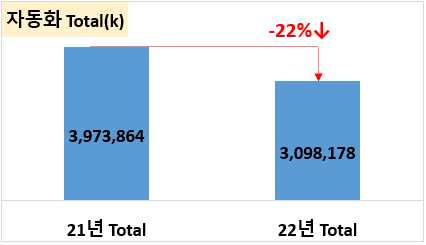 자동화 Total(k)
-22%↓
3,973,864
3,098,178
21년 Total
22년 Total